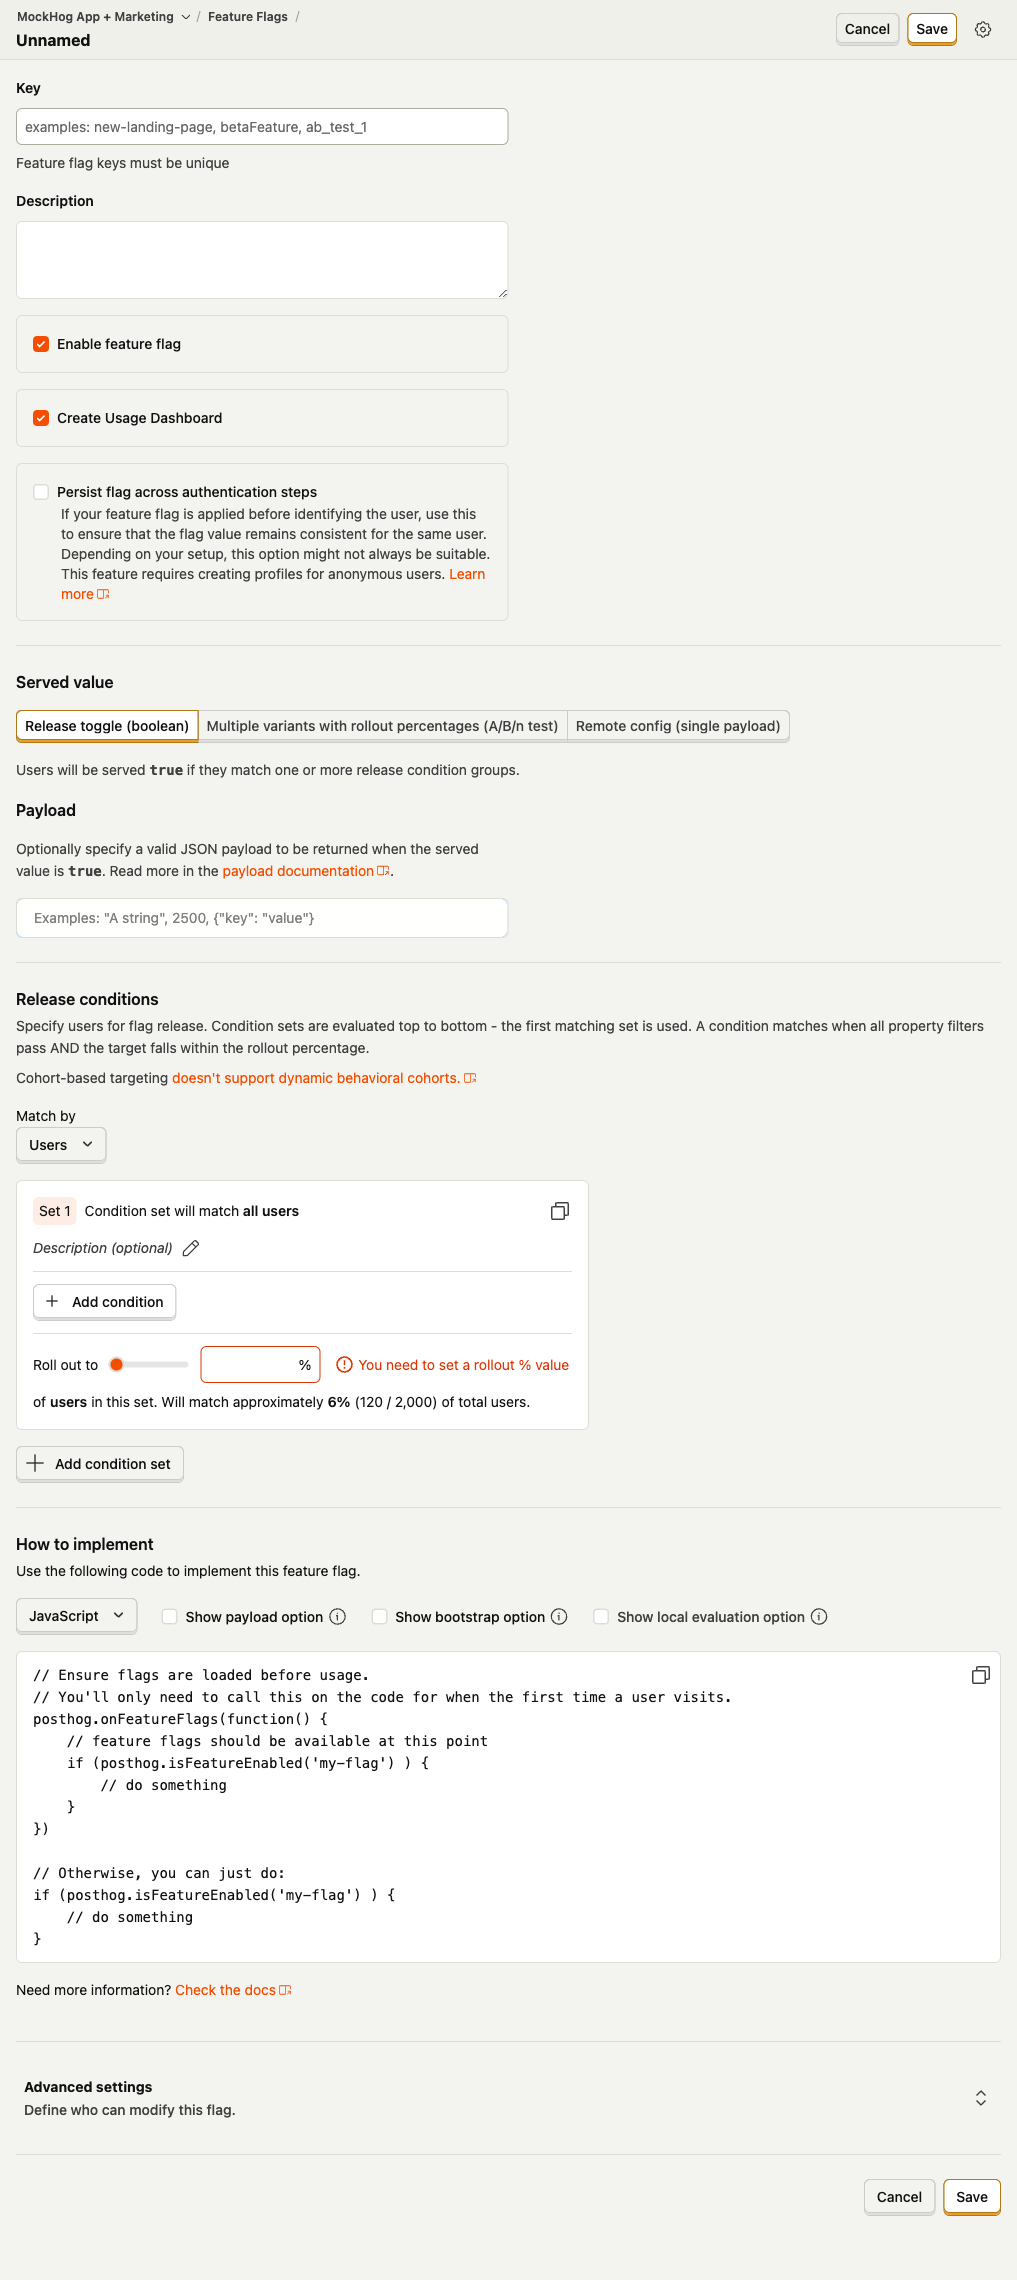 MockHog App + Marketing / Feature Flags /
Unnamed
Cancel
Save
Key
examples: new-landing-page, betaFeature, ab_test_1
Feature flag keys must be unique
Description
Enable feature flag
Create Usage Dashboard
Persist flag across authentication steps
If your feature flag is applied before identifying the user, use this
to ensure that the flag value remains consistent for the same user.
Depending on your setup, this option might not always be suitable.
This feature requires creating profiles for anonymous users. Learn
more
Served value
Release toggle (boolean)
Multiple variants with rollout percentages (A/B/n test)
Remote config (single payload)
Users will be served true if they match one or more release condition groups.
Payload
Optionally specify a valid JSON payload to be returned when the served
value is true. Read more in the payload documentation.
Examples: "A string", 2500, {"key": "value"}
Release conditions
Specify users for flag release. Condition sets are evaluated top to bottom - the first matching set is used. A condition matches when all property filters
pass AND the target falls within the rollout percentage.
Cohort-based targeting doesn't support dynamic behavioral cohorts.
Match by
Users
Set 1 Condition set will match all users
Description (optional)
Add condition
Roll out to % You need to set a rollout % value
of users in this set. Will match approximately 6% (120 / 2,000) of total users.
Add condition set
How to implement
Use the following code to implement this feature flag.
JavaScript
Show payload option
Show bootstrap option
Show local evaluation option
// Ensure flags are loaded before usage.
// You'll only need to call this on the code for when the first time a user visits.
posthog.onFeatureFlags(function() {
    // feature flags should be available at this point
    if (posthog.isFeatureEnabled('my-flag') ) {
        // do something
    }
})

// Otherwise, you can just do:
if (posthog.isFeatureEnabled('my-flag') ) {
    // do something
}
Need more information? Check the docs
Advanced settings
Define who can modify this flag.
Cancel
Save